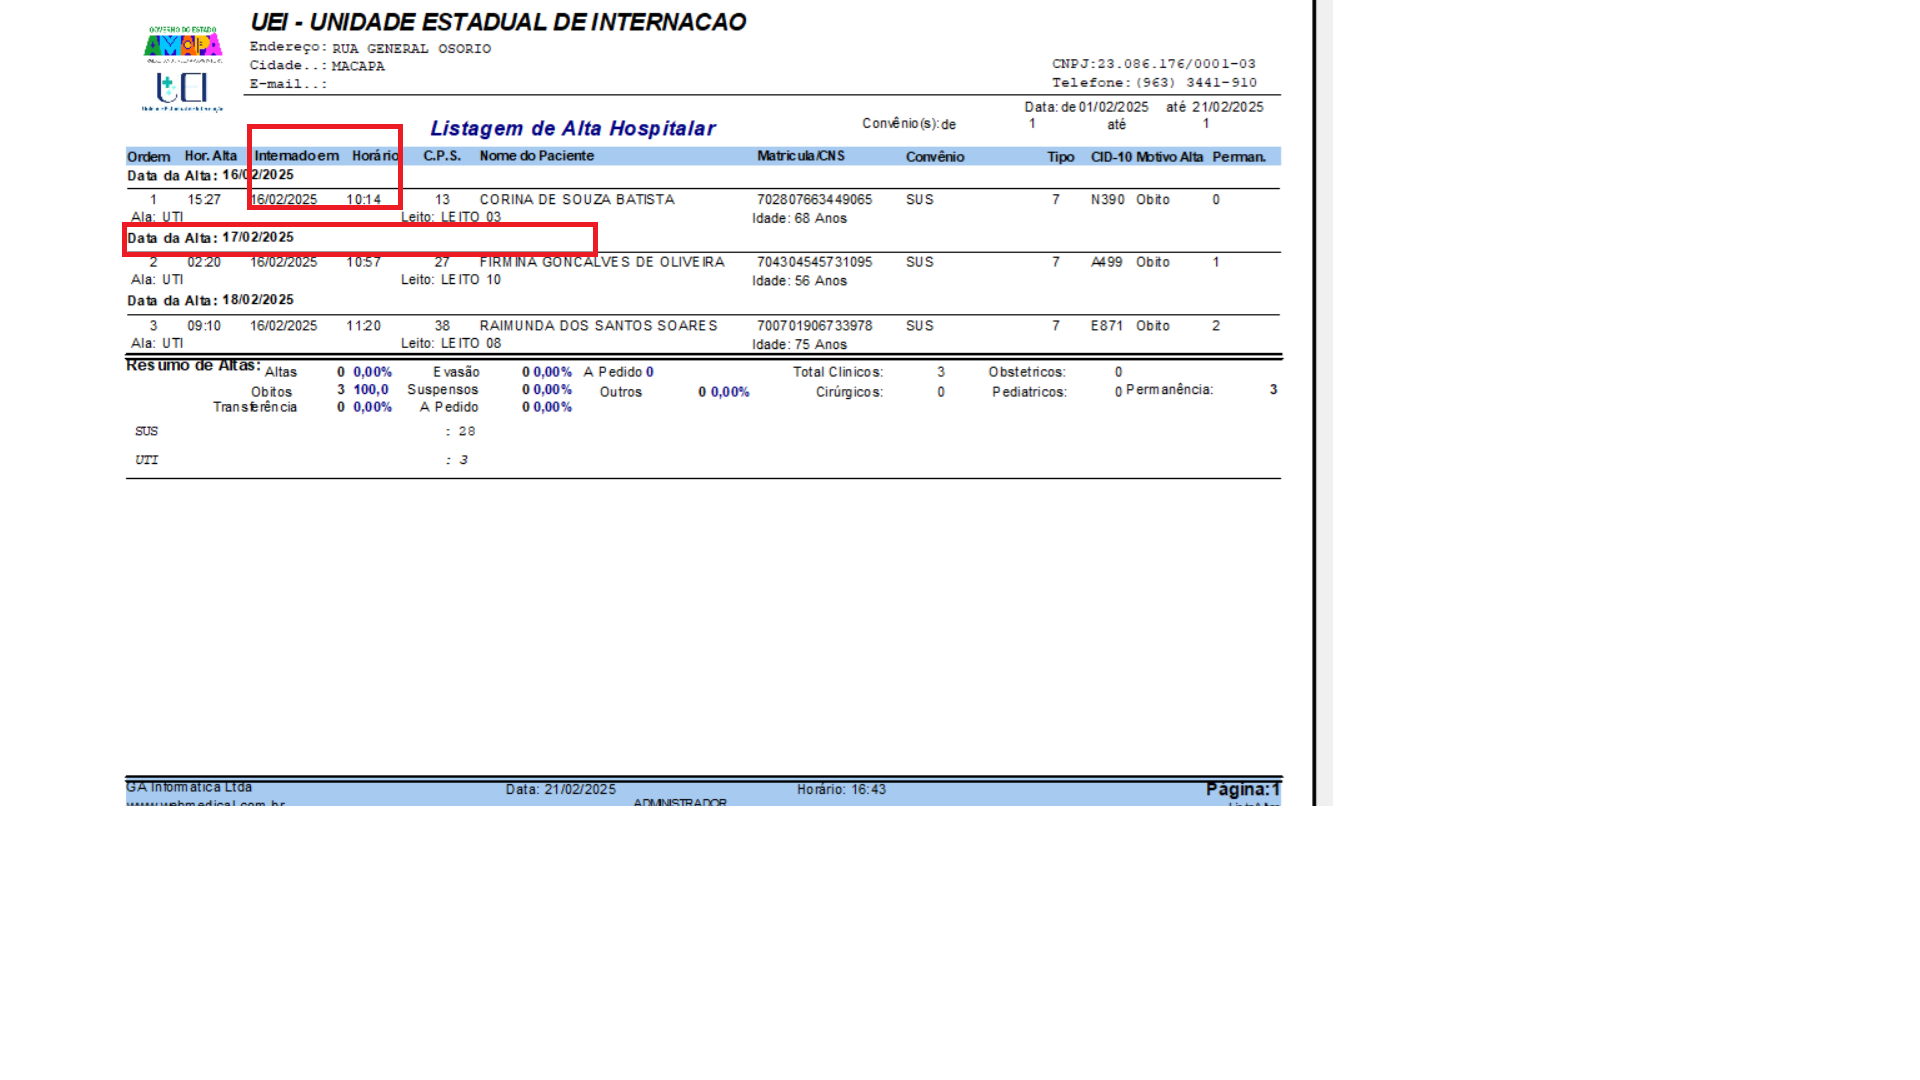 GOVERNO DO ESTADO
AMAPA
UEI
UEI - UNIDADE ESTADUAL DE INTERNACAO
Endereço: RUA GENERAL OSORIO
Cidade..: MACAPA
E-mail..:
CNPJ:23.086.176/0001-03
Telefone:(963) 3441-910
Data: de 01/02/2025 até 21/02/2025
Listagem de Alta Hospitalar
Convênio(s): de 1 até 1
Ordem Hor. Alta Internado em Horário C.P.S. Nome do Paciente Matricula/CNS Convênio Tipo CID-10 Motivo Alta Perman.
Data da Alta: 16/02/2025
1 15:27 16/02/2025 10:14 13 CORINA DE SOUZA BATISTA 702807663449065 SUS 7 N390 Obito 0
Ala: UTI Leito: LEITO 03 Idade: 68 Anos
Data da Alta: 17/02/2025
2 02:20 16/02/2025 10:57 27 FIRMINA GONCALVES DE OLIVEIRA 704304545731095 SUS 7 A499 Obito 1
Ala: UTI Leito: LEITO 10 Idade: 56 Anos
Data da Alta: 18/02/2025
3 09:10 16/02/2025 11:20 38 RAIMUNDA DOS SANTOS SOARES 700701906733978 SUS 7 E871 Obito 2
Ala: UTI Leito: LEITO 08 Idade: 75 Anos
Resumo de Altas: Altas 0 0,00% Evasão 0 0,00% A Pedido 0 Total Clinicos: 3 Obstetricos: 0
Obitos 3 100,0 Suspensos 0 0,00% Outros 0 0,00% Cirúrgicos: 0 Pediatricos: 0 Permanência: 3
Transferência 0 0,00% A Pedido 0 0,00%
SUS : 28
UTI : 3
GA Informatica Ltda Data: 21/02/2025 Horário: 16:43 Página:1
www.webmedical.com.br ADMINISTRADOR